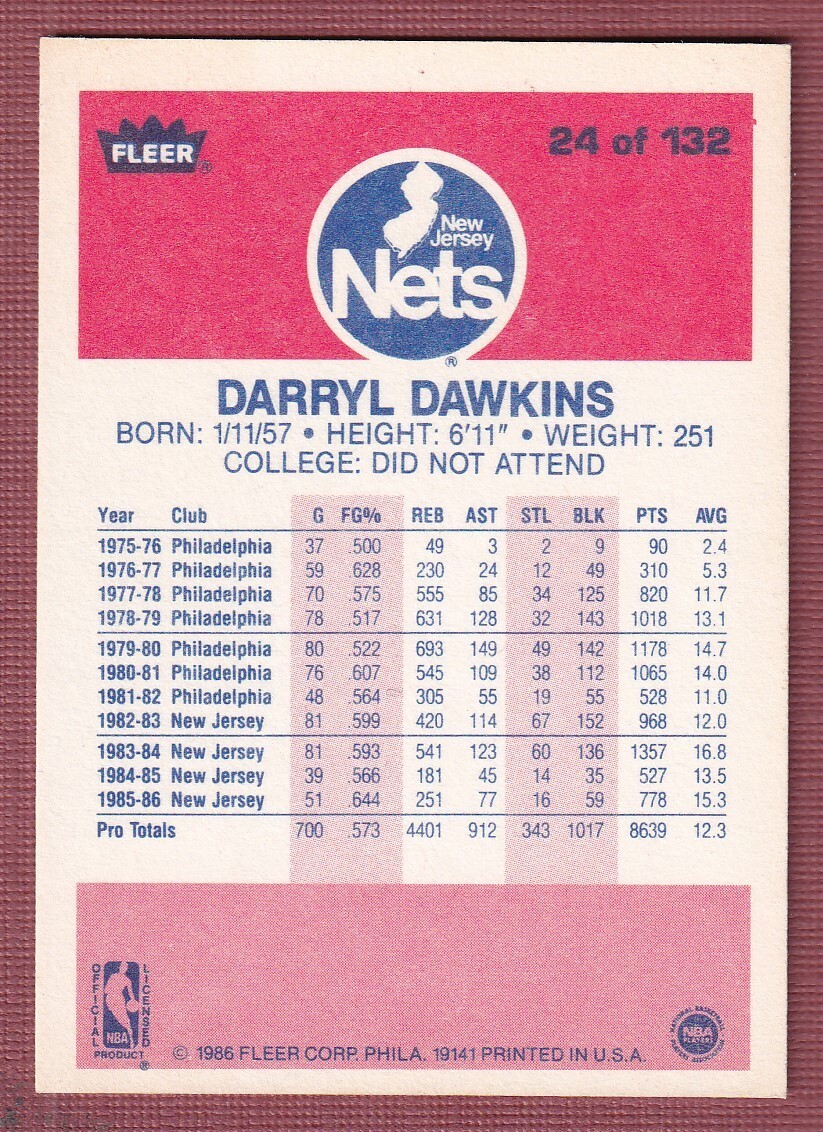 FLEER ®
24 of 132
New
Jersey
Nets
®
DARRYL DAWKINS
BORN: 1/11/57 • HEIGHT: 6'11" • WEIGHT: 251
COLLEGE: DID NOT ATTEND
Year Club G FG% REB AST STL BLK PTS AVG
1975-76 Philadelphia 37 .500 49 3 2 9 90 2.4
1976-77 Philadelphia 59 .628 230 24 12 49 310 5.3
1977-78 Philadelphia 70 .575 555 85 34 125 820 11.7
1978-79 Philadelphia 78 .517 631 128 32 143 1018 13.1
1979-80 Philadelphia 80 .522 693 149 49 142 1178 14.7
1980-81 Philadelphia 76 .607 545 109 38 112 1065 14.0
1981-82 Philadelphia 48 .564 305 55 19 55 528 11.0
1982-83 New Jersey 81 .599 420 114 67 152 968 12.0
1983-84 New Jersey 81 .593 541 123 60 136 1357 16.8
1984-85 New Jersey 39 .566 181 45 14 35 527 13.5
1985-86 New Jersey 51 .644 251 77 16 59 778 15.3
Pro Totals 700 .573 4401 912 343 1017 8639 12.3
OFFICIAL
LICENSED
NBA
PRODUCT ®
© 1986 FLEER CORP. PHILA. 19141 PRINTED IN U.S.A.
NATIONAL BASKETBALL
NBA
PLAYERS
PLAYERS ASSOCIATION